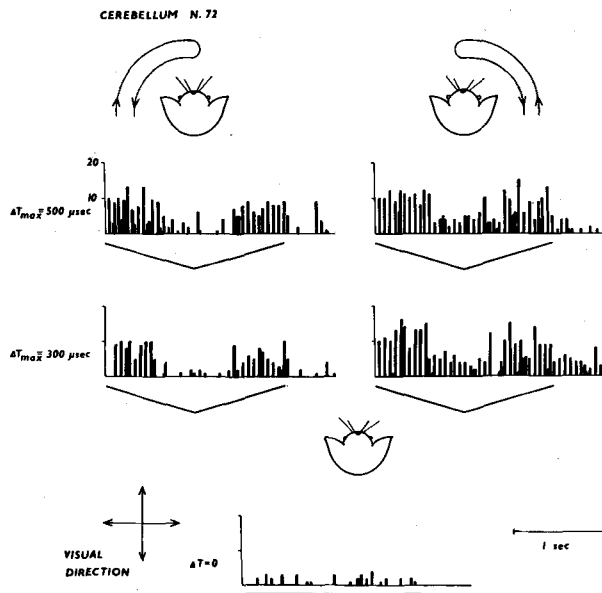 CEREBELLUM N. 72
20
10
ΔTmax= 500 µsec
ΔTmax= 300 µsec
VISUAL
DIRECTION
ΔT=0
1 sec